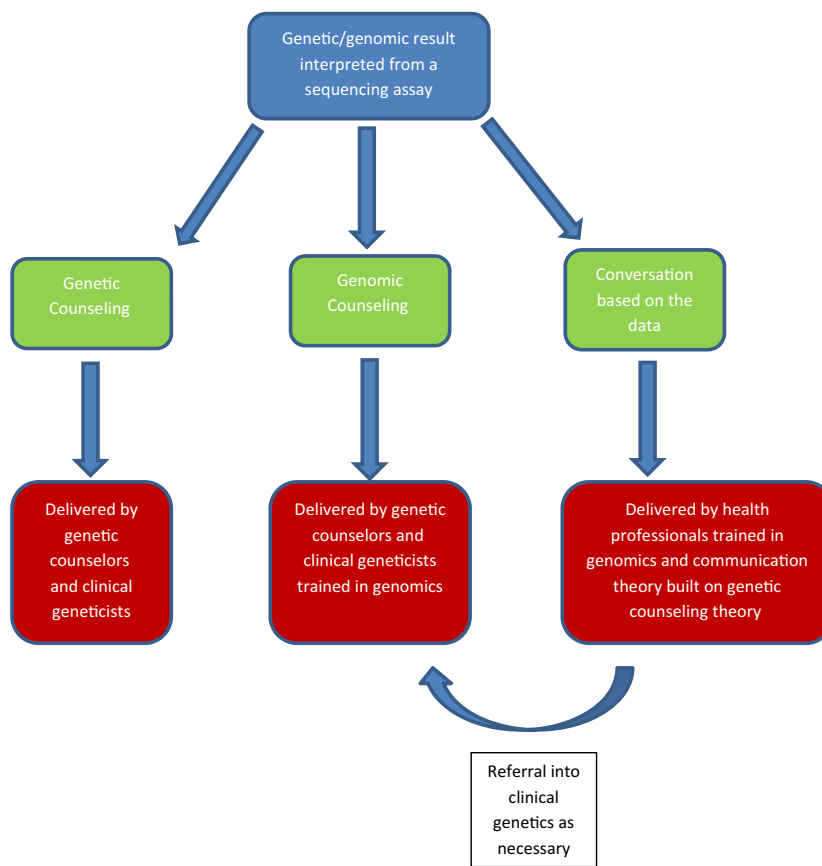 Genetic/genomic result
interpreted from a
sequencing assay
Genetic
Counseling
Genomic
Counseling
Conversation
based on the
data
Delivered by
genetic
counselors
and clinical
geneticists
Delivered by genetic
counselors and
clinical geneticists
trained in genomics
Delivered by health
professionals trained in
genomics and communication
theory built on genetic
counseling theory
Referral into
clinical
genetics as
necessary